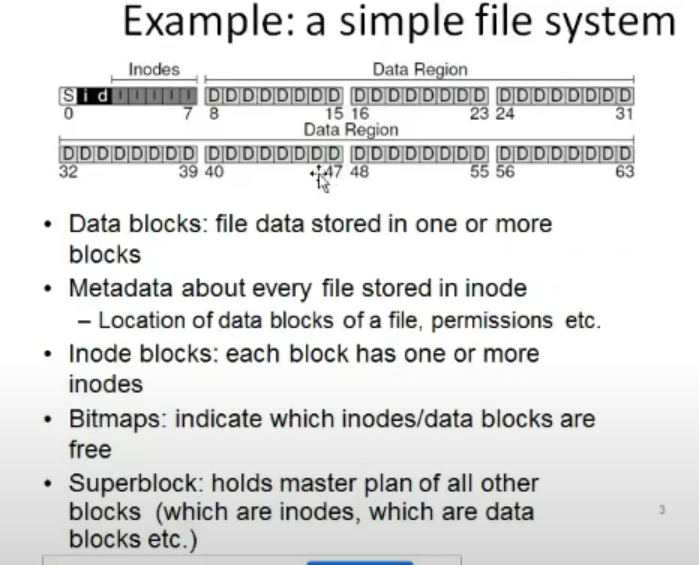 Example: a simple file system
Inodes Data Region
S i d I I I I I D D D D D D D D D D D D D D D D D D D D D D D D
0 7 8 15 16 23 24 31
Data Region
D D D D D D D D D D D D D D D D D D D D D D D D D D D D D D D D
32 39 40 47 48 55 56 63
• Data blocks: file data stored in one or more
blocks
• Metadata about every file stored in inode
– Location of data blocks of a file, permissions etc.
• Inode blocks: each block has one or more
inodes
• Bitmaps: indicate which inodes/data blocks are
free
• Superblock: holds master plan of all other
blocks (which are inodes, which are data
blocks etc.)
3